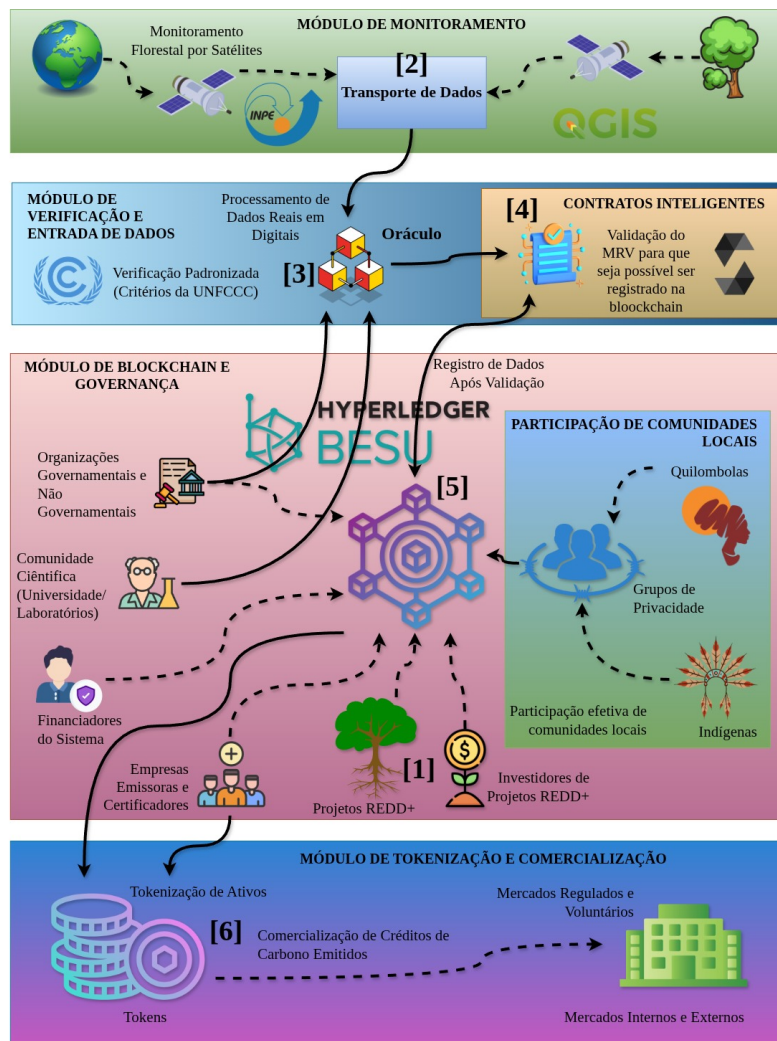 MÓDULO DE MONITORAMENTO
Monitoramento
Florestal por Satélites
[2]
Transporte de Dados
INPE
QGIS
MÓDULO DE
VERIFICAÇÃO E
ENTRADA DE DADOS
Verificação Padronizada
(Critérios da UNFCCC)
Processamento de
Dados Reais em
Digitais
[3]
Oráculo
[4]
CONTRATOS INTELIGENTES
Validação do
MRV para que
seja possível ser
registrado na
bloockchain
MÓDULO DE BLOCKCHAIN E
GOVERNANÇA
Registro de Dados
Após Validação
HYPERLEDGER
BESU
[5]
Organizações
Governamentais e
Não
Governamentais
Comunidade
Ciêntífica
(Universidade/
Laboratórios)
Financiadores
do Sistema
Empresas
Emissoras e
Certificadores
Projetos REDD+
[1]
Investidores de
Projetos REDD+
PARTICIPAÇÃO DE COMUNIDADES
LOCAIS
Quilombolas
Grupos de
Privacidade
Participação efetiva de
comunidades locais
Indígenas
MÓDULO DE TOKENIZAÇÃO E COMERCIALIZAÇÃO
Tokenização de Ativos
[6]
Comercialização de Créditos de
Carbono Emitidos
Tokens
Mercados Regulados e
Voluntários
Mercados Internos e Externos